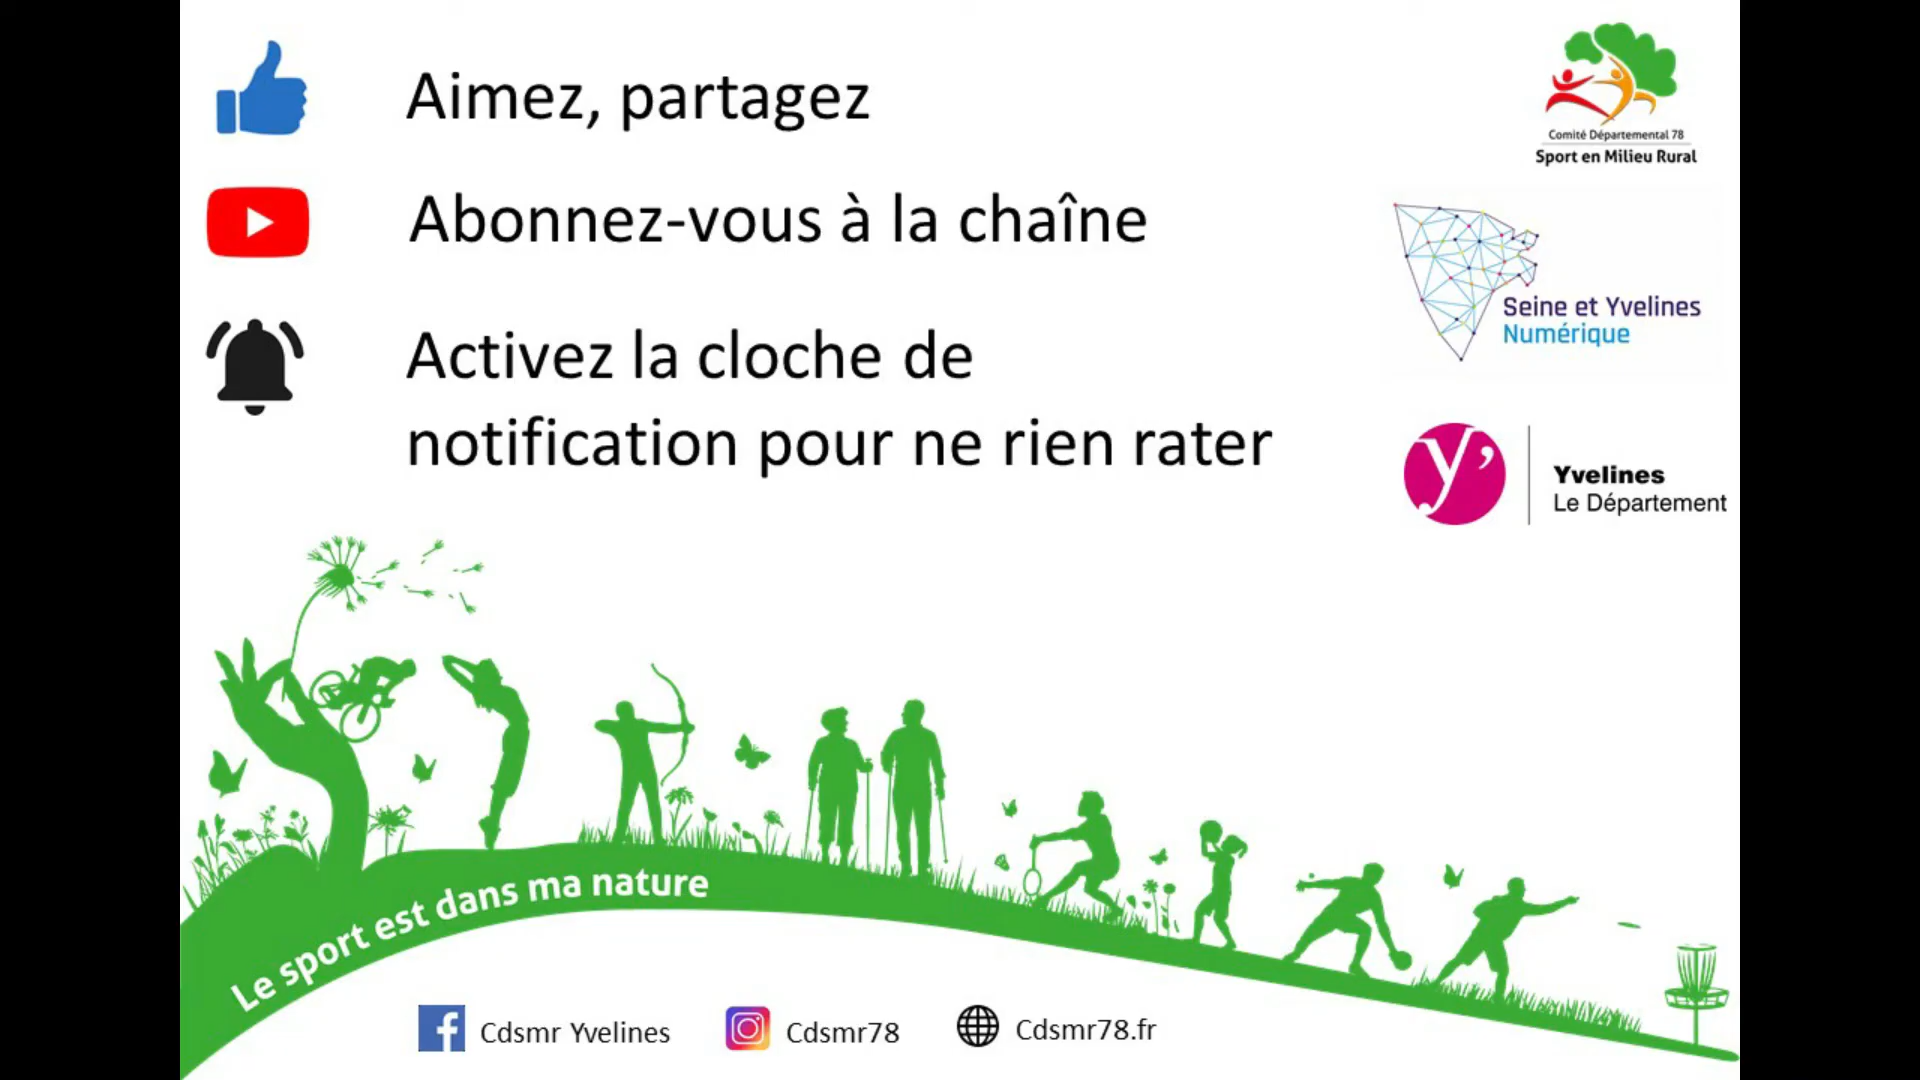 Aimez, partagez
Abonnez-vous à la chaîne
Activez la cloche de
notification pour ne rien rater
Comité Départemental 78
Sport en Milieu Rural
Seine et Yvelines
Numérique
y'
Yvelines
Le Département
Le sport est dans ma nature
Cdsmr Yvelines
Cdsmr78
Cdsmr78.fr